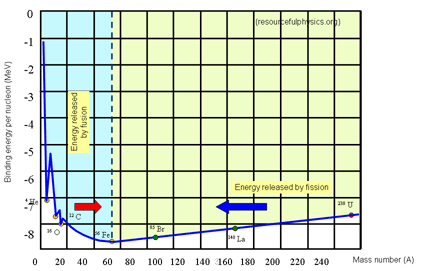 (resourcefulphysics.org)
Binding energy per nucleon (MeV)
0
-1
-2
-3
-4
-5
-6
-7
-8
Energy released
by fusion
Energy released by fission
⁴He
¹²C
¹⁶O
⁵⁶Fe
⁸⁵Br
¹⁴⁸La
²³⁸U
20
40
60
80
100
120
140
160
180
200
220
240
Mass number (A)